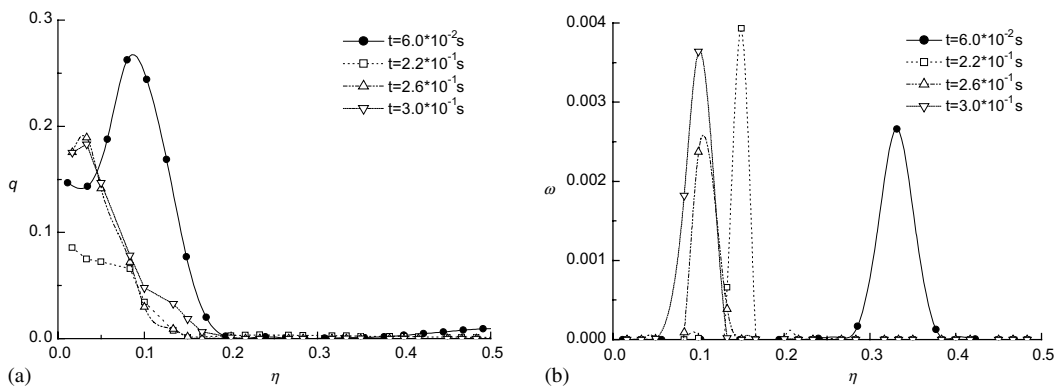 0.3
0.2
q
0.1
0.0
0.0 0.1 0.2 0.3 0.4 0.5
(a) η
t=6.0*10⁻²s
t=2.2*10⁻¹s
t=2.6*10⁻¹s
t=3.0*10⁻¹s
0.004
0.003
ω
0.002
0.001
0.000
0.0 0.1 0.2 0.3 0.4 0.5
(b) η
t=6.0*10⁻²s
t=2.2*10⁻¹s
t=2.6*10⁻¹s
t=3.0*10⁻¹s